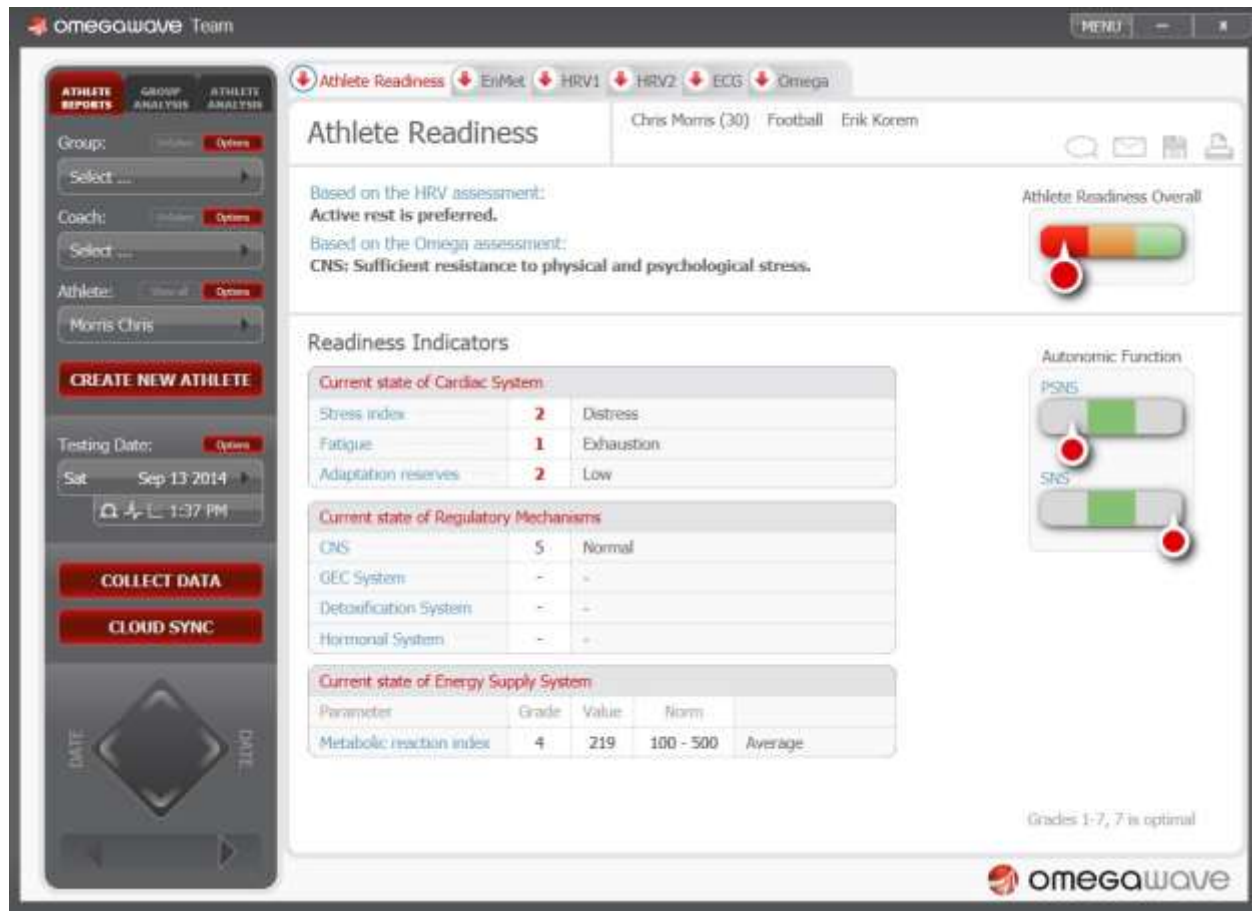 omegawave Team
MENU
ATHLETE REPORTS
GROUP ANALYSIS
ATHLETE ANALYSIS
Group:
Options
Select ...
Coach:
Options
Select ...
Athlete:
View all
Options
Morris Chris
CREATE NEW ATHLETE
Testing Date:
Options
Sat Sep 13 2014
1:37 PM
COLLECT DATA
CLOUD SYNC
DATE
DATE
Athlete Readiness
EnMet
HRV1
HRV2
ECG
Omega
Athlete Readiness
Chris Morris (30) Football Erik Korem
Based on the HRV assessment:
Active rest is preferred.
Based on the Omega assessment:
CNS: Sufficient resistance to physical and psychological stress.
Athlete Readiness Overall
Readiness Indicators
Current state of Cardiac System
Stress index 2 Distress
Fatigue 1 Exhaustion
Adaptation reserves 2 Low
Current state of Regulatory Mechanisms
CNS 5 Normal
GEC System - -
Detoxification System - -
Hormonal System - -
Current state of Energy Supply System
Parameter Grade Value Norm
Metabolic reaction index 4 219 100 - 500 Average
Autonomic Function
PSNS
SNS
Grades 1-7, 7 is optimal
omegawave